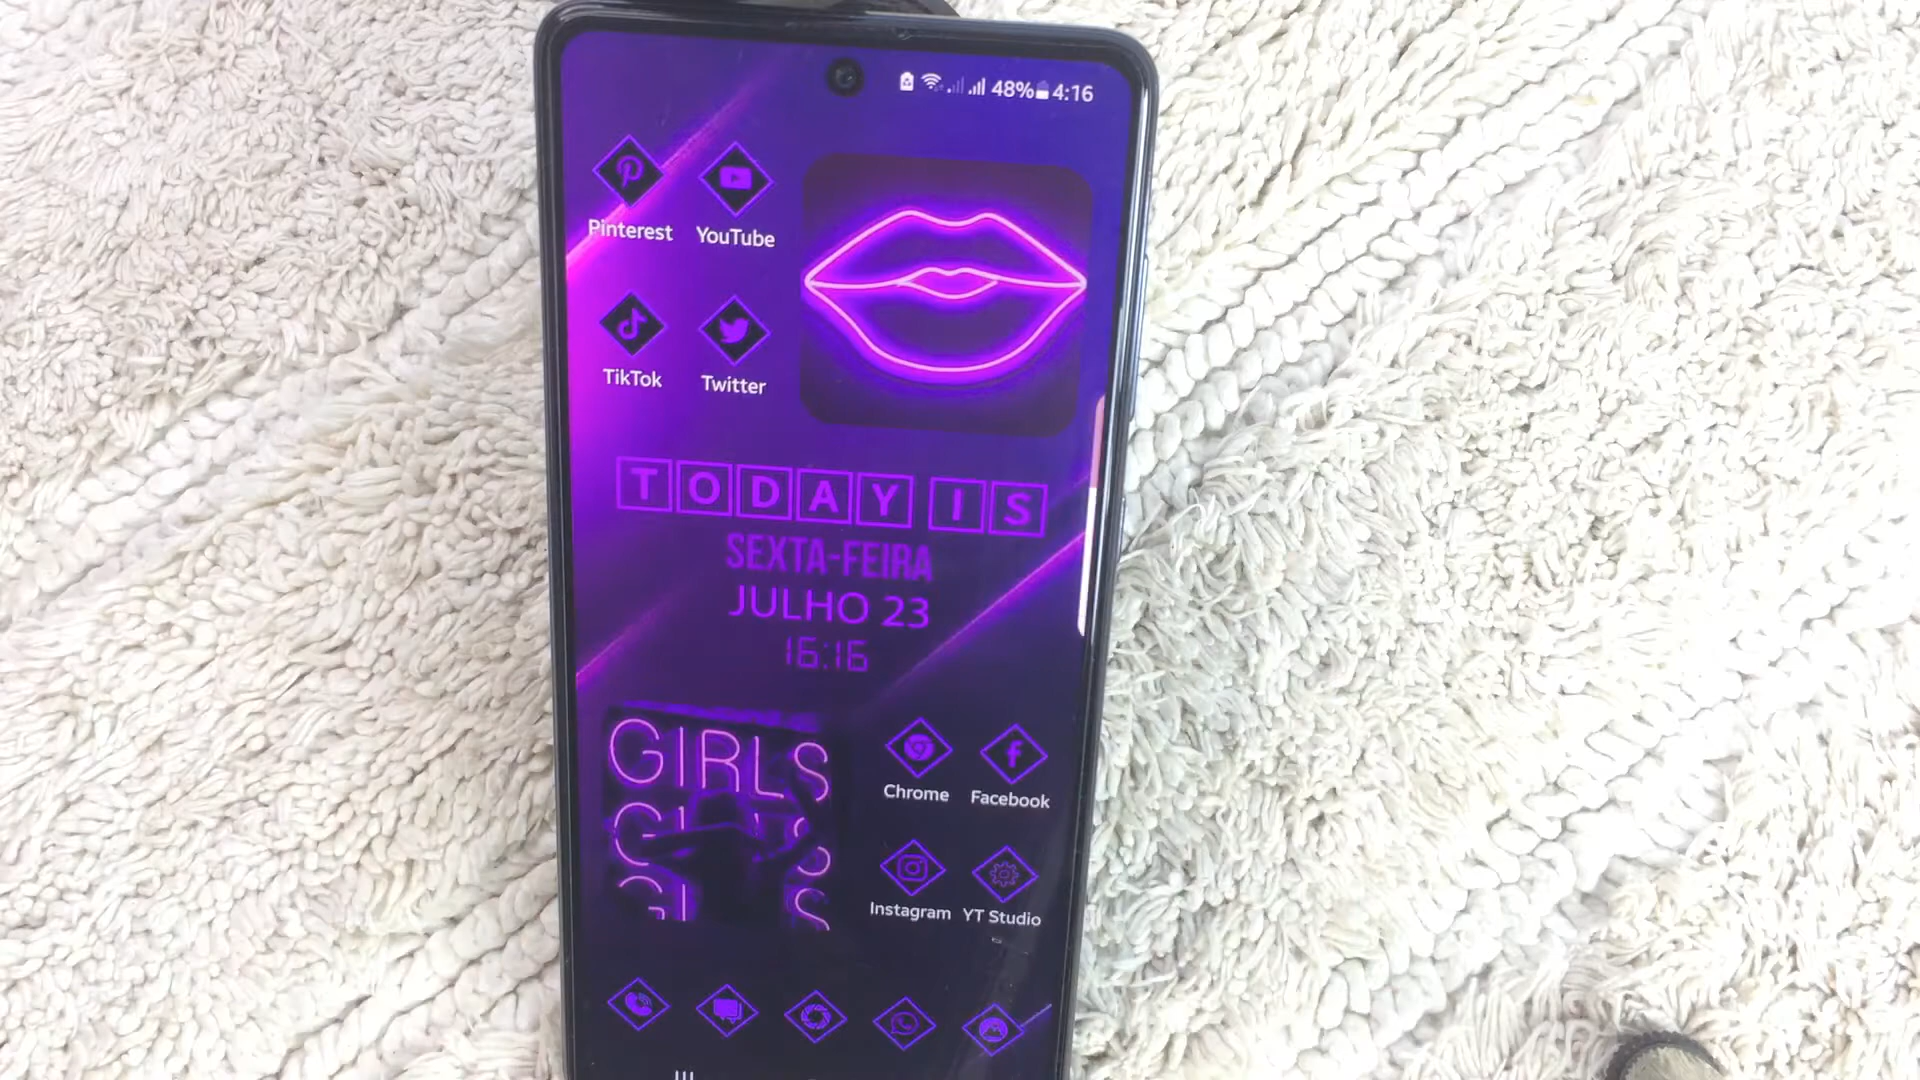 48% 4:16
Pinterest YouTube
TikTok Twitter
TODAY IS
SEXTA-FEIRA
JULHO 23
16:16
GIRLS
Chrome Facebook
Instagram YT Studio